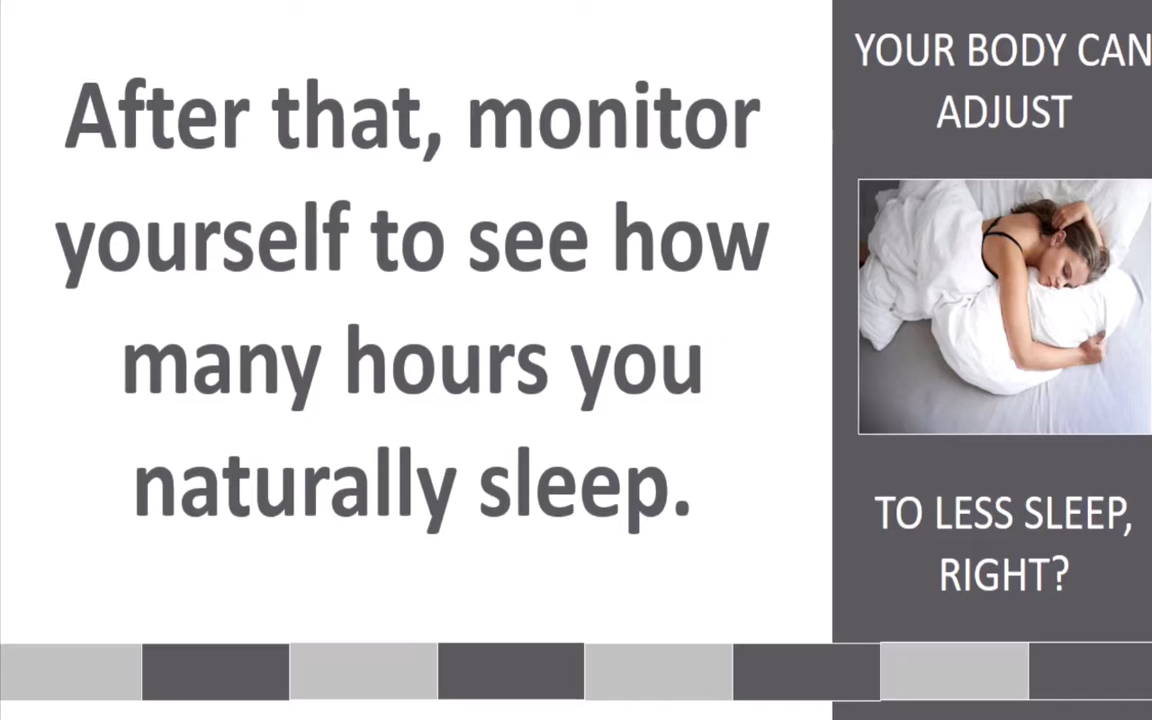 After that, monitor
yourself to see how
many hours you
naturally sleep.
YOUR BODY CAN
ADJUST
TO LESS SLEEP,
RIGHT?